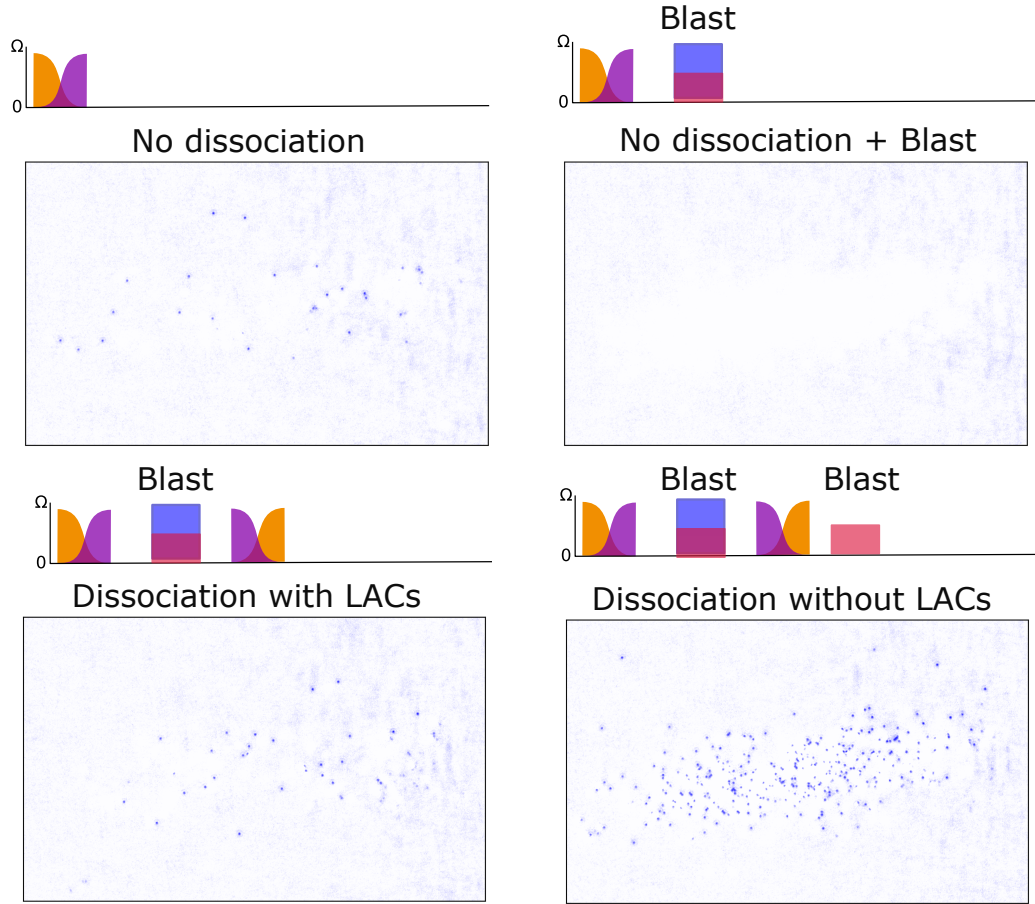 Ω
0
No dissociation
Blast
Ω
0
No dissociation + Blast
Blast
Ω
0
Dissociation with LACs
Blast Blast
Ω
0
Dissociation without LACs